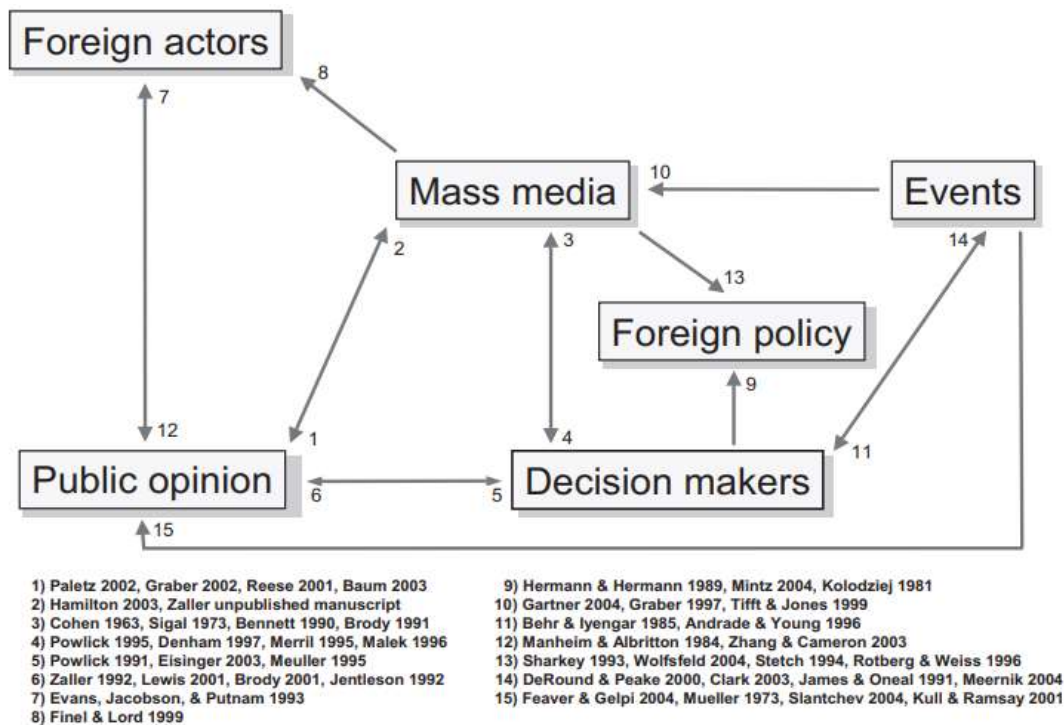 Foreign actors
8
7
Mass media
10
Events
2
3
14
13
Foreign policy
9
12
1
4
11
Public opinion
6
5
Decision makers
15
1) Paletz 2002, Graber 2002, Reese 2001, Baum 2003
2) Hamilton 2003, Zaller unpublished manuscript
3) Cohen 1963, Sigal 1973, Bennett 1990, Brody 1991
4) Powlick 1995, Denham 1997, Merril 1995, Malek 1996
5) Powlick 1991, Eisinger 2003, Meuller 1995
6) Zaller 1992, Lewis 2001, Brody 2001, Jentleson 1992
7) Evans, Jacobson, & Putnam 1993
8) Finel & Lord 1999
9) Hermann & Hermann 1989, Mintz 2004, Kolodziej 1981
10) Gartner 2004, Graber 1997, Tifft & Jones 1999
11) Behr & Iyengar 1985, Andrade & Young 1996
12) Manheim & Albritton 1984, Zhang & Cameron 2003
13) Sharkey 1993, Wolfsfeld 2004, Stetch 1994, Rotberg & Weiss 1996
14) DeRound & Peake 2000, Clark 2003, James & Oneal 1991, Meernik 2004
15) Feaver & Gelpi 2004, Mueller 1973, Slantchev 2004, Kull & Ramsay 2001